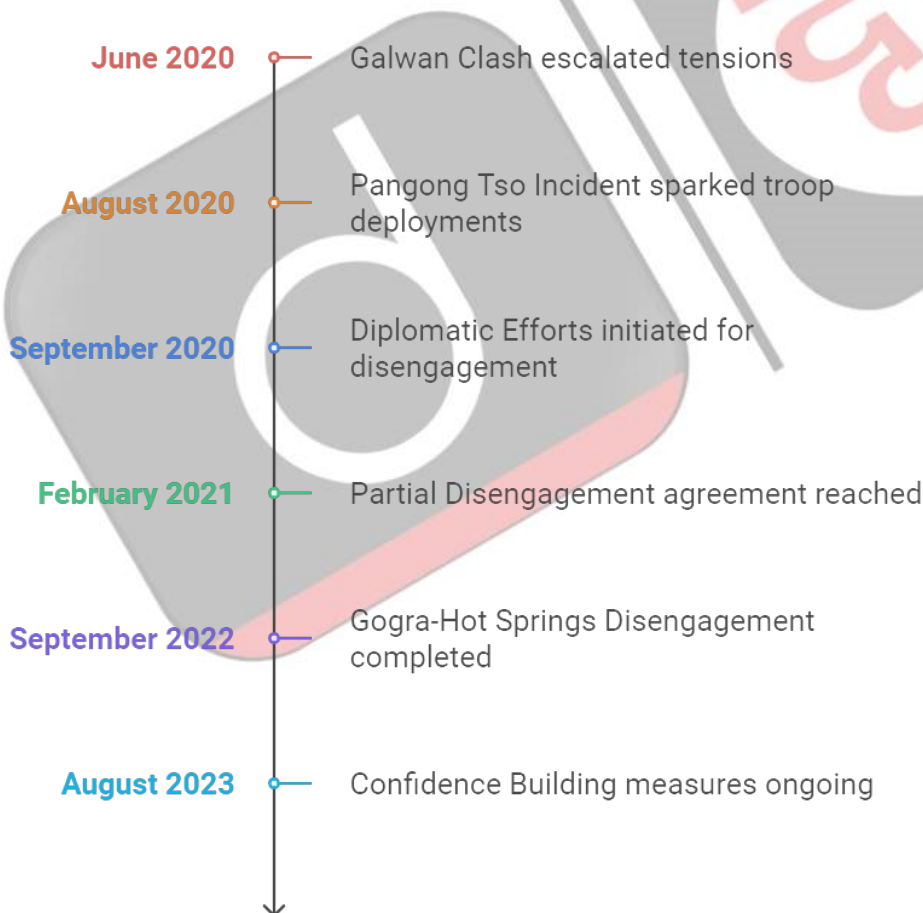 June 2020
Galwan Clash escalated tensions
August 2020
Pangong Tso Incident sparked troop
deployments
September 2020
Diplomatic Efforts initiated for
disengagement
February 2021
Partial Disengagement agreement reached
September 2022
Gogra-Hot Springs Disengagement
completed
August 2023
Confidence Building measures ongoing
d